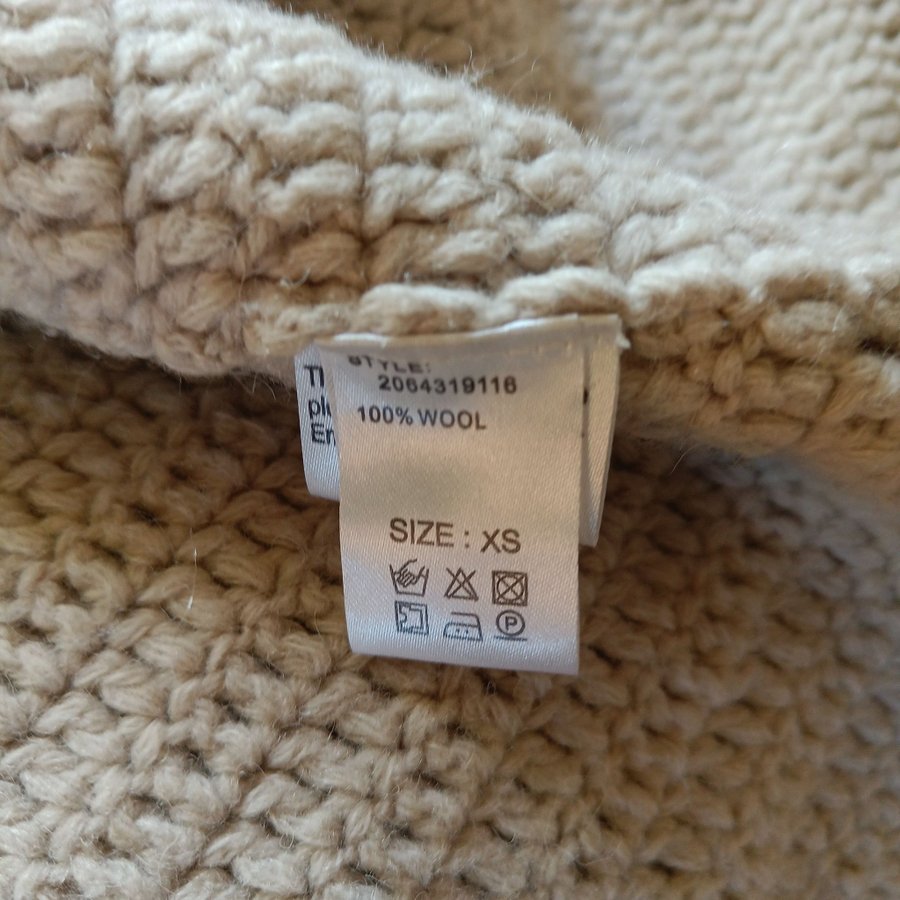 STYLE:
2064319116
100% WOOL
SIZE : XS
P